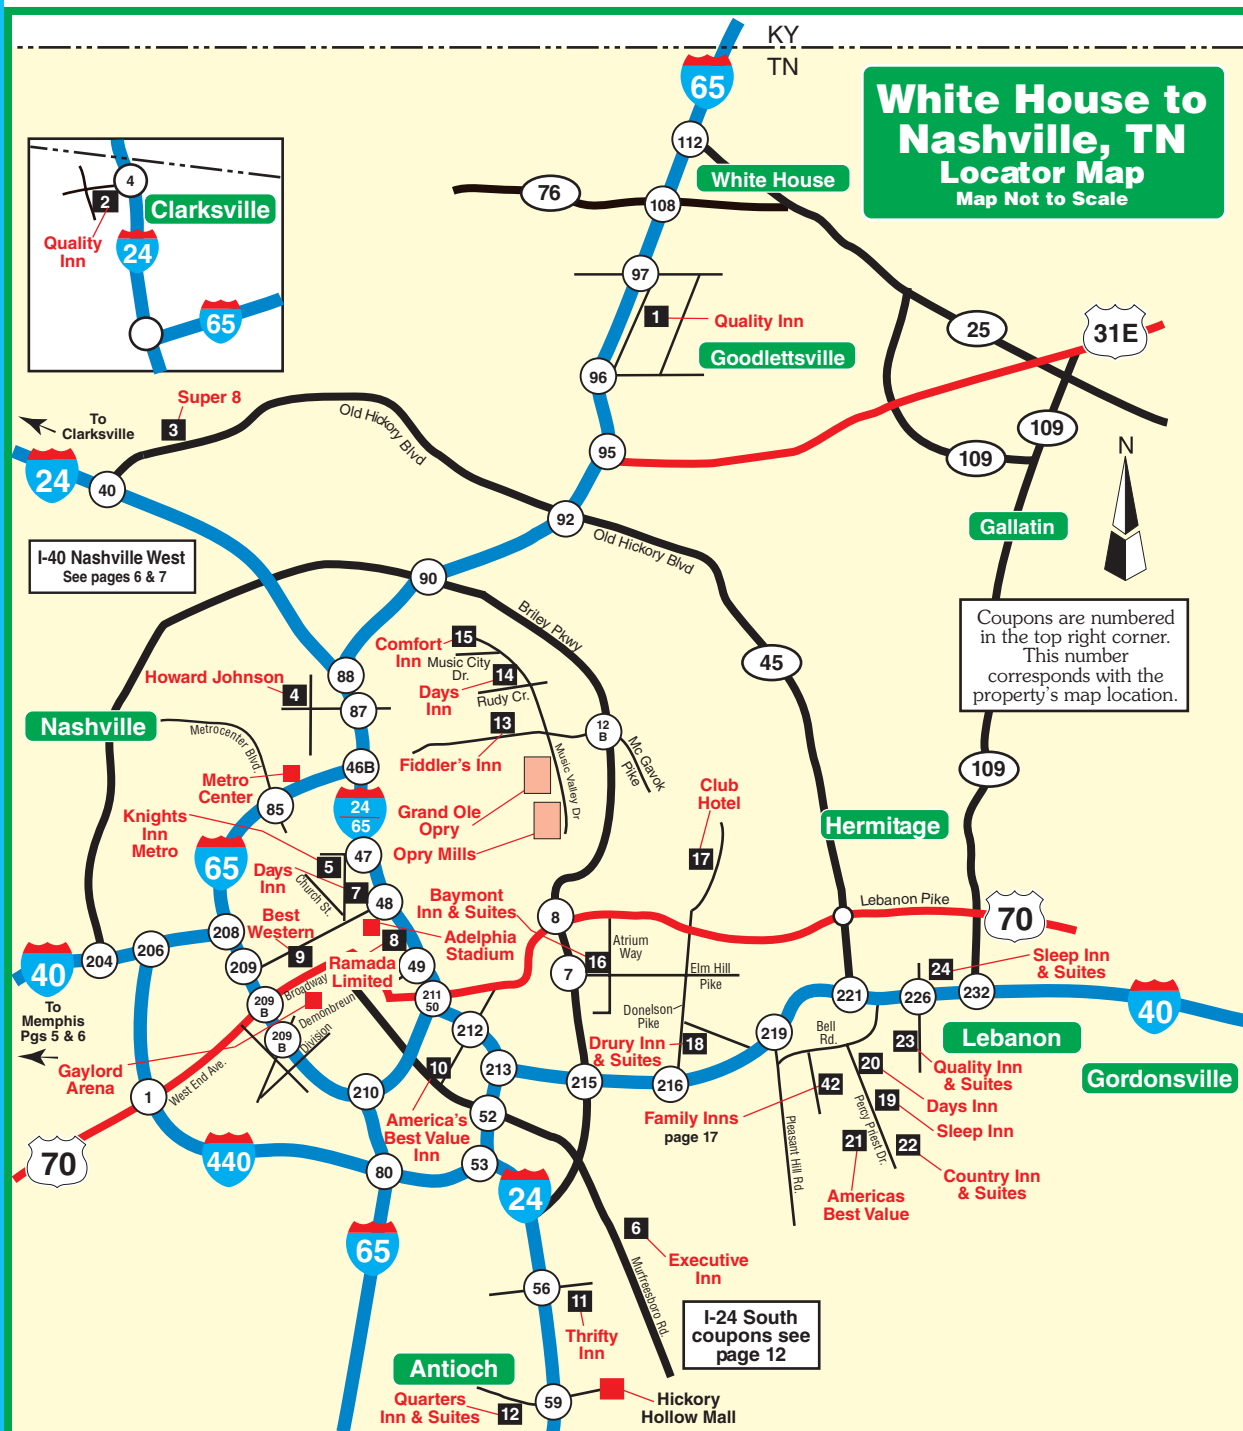 KY
TN
65
White House to
Nashville, TN
Locator Map
Map Not to Scale
112
White House
76
108
4
2
Clarksville
Quality
Inn
24
65
97
1
Quality Inn
Goodlettsville
25
31E
96
Super 8
3
To
Clarksville
Old Hickory Blvd
95
109
109
N
24
40
92
Old Hickory Blvd
Gallatin
I-40 Nashville West
See pages 6 & 7
90
Briley Pkwy
Coupons are numbered
in the top right corner.
This number
corresponds with the
property's map location.
Comfort
Inn
15
Music City
Dr.
14
Days
Inn
Rudy Cr.
45
Howard Johnson
4
88
87
13
Fiddler's Inn
12
B
Mc Gavok
Pike
Music Valley Dr
Nashville
Metrocenter Blvd.
46B
109
Metro
Center
85
24
65
Grand Ole
Opry
Opry Mills
Club
Hotel
17
Hermitage
Knights
Inn
Metro
65
47
5
Days
Inn
7
Church St.
48
Baymont
Inn & Suites
8
Lebanon Pike
70
Best
Western
9
208
8
Adelphia
Stadium
Atrium
Way
16
206
204
40
209
Ramada
Limited
49
7
Elm Hill
Pike
24
Sleep Inn
& Suites
209
B
Broadway
Demonbreun
Division
211
50
221
226
232
40
To
Memphis
Pgs 5 & 6
209
B
212
Donelson
Pike
219
Bell
Rd.
Drury Inn
& Suites
18
23
Lebanon
Gordonsville
Quality Inn
& Suites
Gaylord
Arena
West End Ave.
1
210
10
213
215
216
20
Days Inn
42
Family Inns
page 17
19
Sleep Inn
America's
Best Value
Inn
52
Percy Priest Dr.
21
22
Country Inn
& Suites
Pleasant Hill Rd.
Americas
Best Value
70
440
80
53
24
65
6
Executive
Inn
Murfreesboro Rd.
56
11
Thrifty
Inn
I-24 South
coupons see
page 12
Antioch
Quarters
Inn & Suites
12
59
Hickory
Hollow Mall